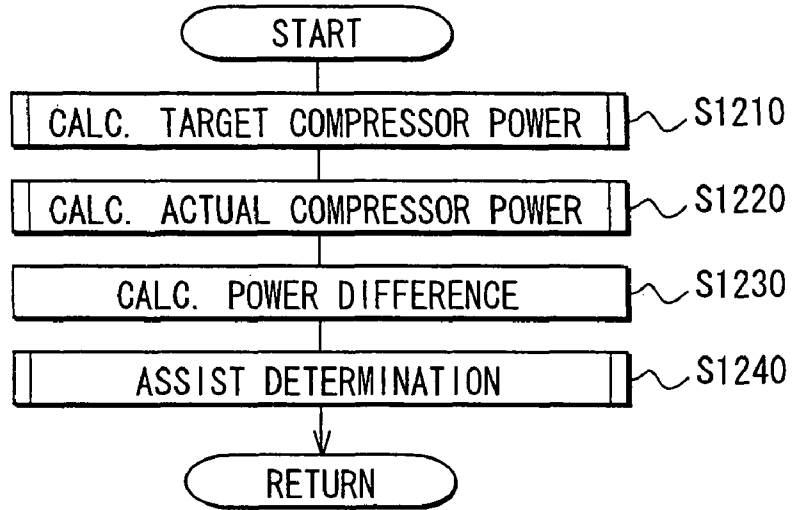 START
CALC. TARGET COMPRESSOR POWER
S1210
CALC. ACTUAL COMPRESSOR POWER
S1220
CALC. POWER DIFFERENCE
S1230
ASSIST DETERMINATION
S1240
RETURN